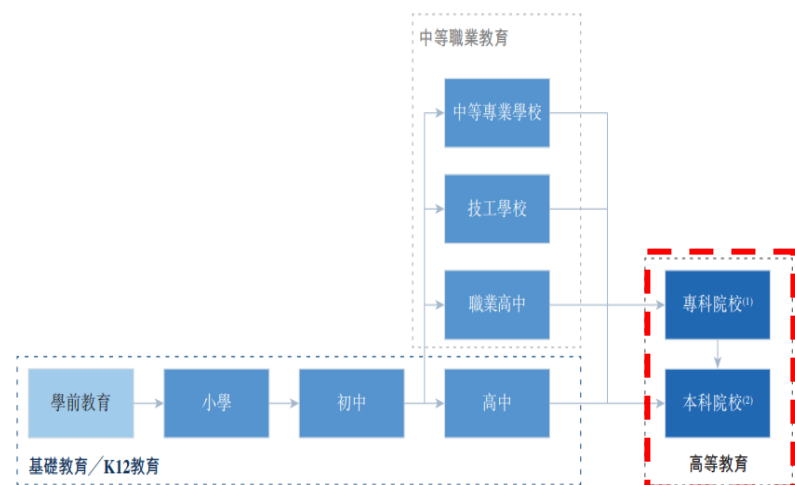 中等職業教育
中等專業學校
技工學校
職業高中
專科院校(1)
學前教育
小學
初中
高中
本科院校(2)
基礎教育／K12教育
高等教育